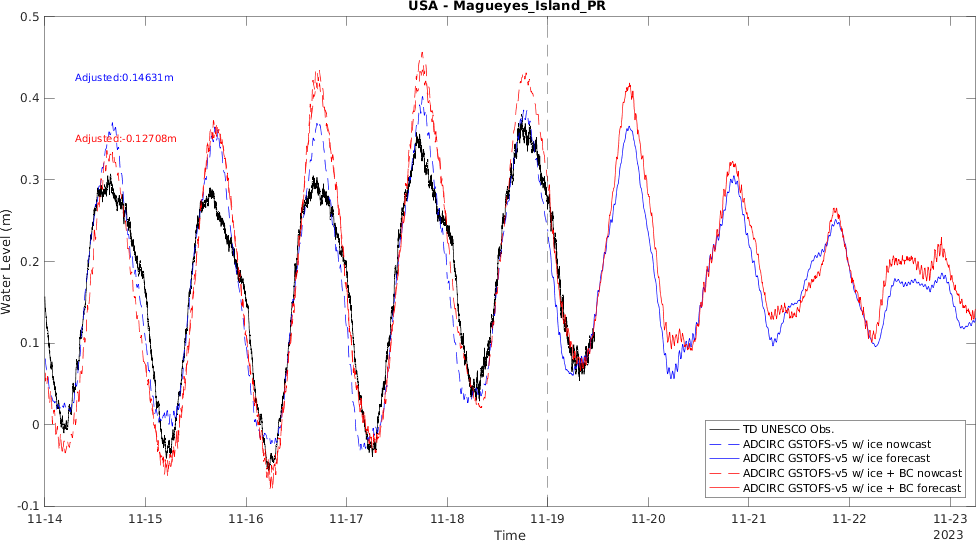 USA - Magueyes_Island_PR
0.5
Adjusted:0.14631m
0.4
Adjusted:-0.12708m
0.3
Water Level (m)
0.2
0.1
0
-0.1
TD UNESCO Obs.
ADCIRC GSTOFS-v5 w/ ice nowcast
ADCIRC GSTOFS-v5 w/ ice forecast
ADCIRC GSTOFS-v5 w/ ice + BC nowcast
ADCIRC GSTOFS-v5 w/ ice + BC forecast
11-14 11-15 11-16 11-17 11-18 11-19 11-20 11-21 11-22 11-23
Time
2023